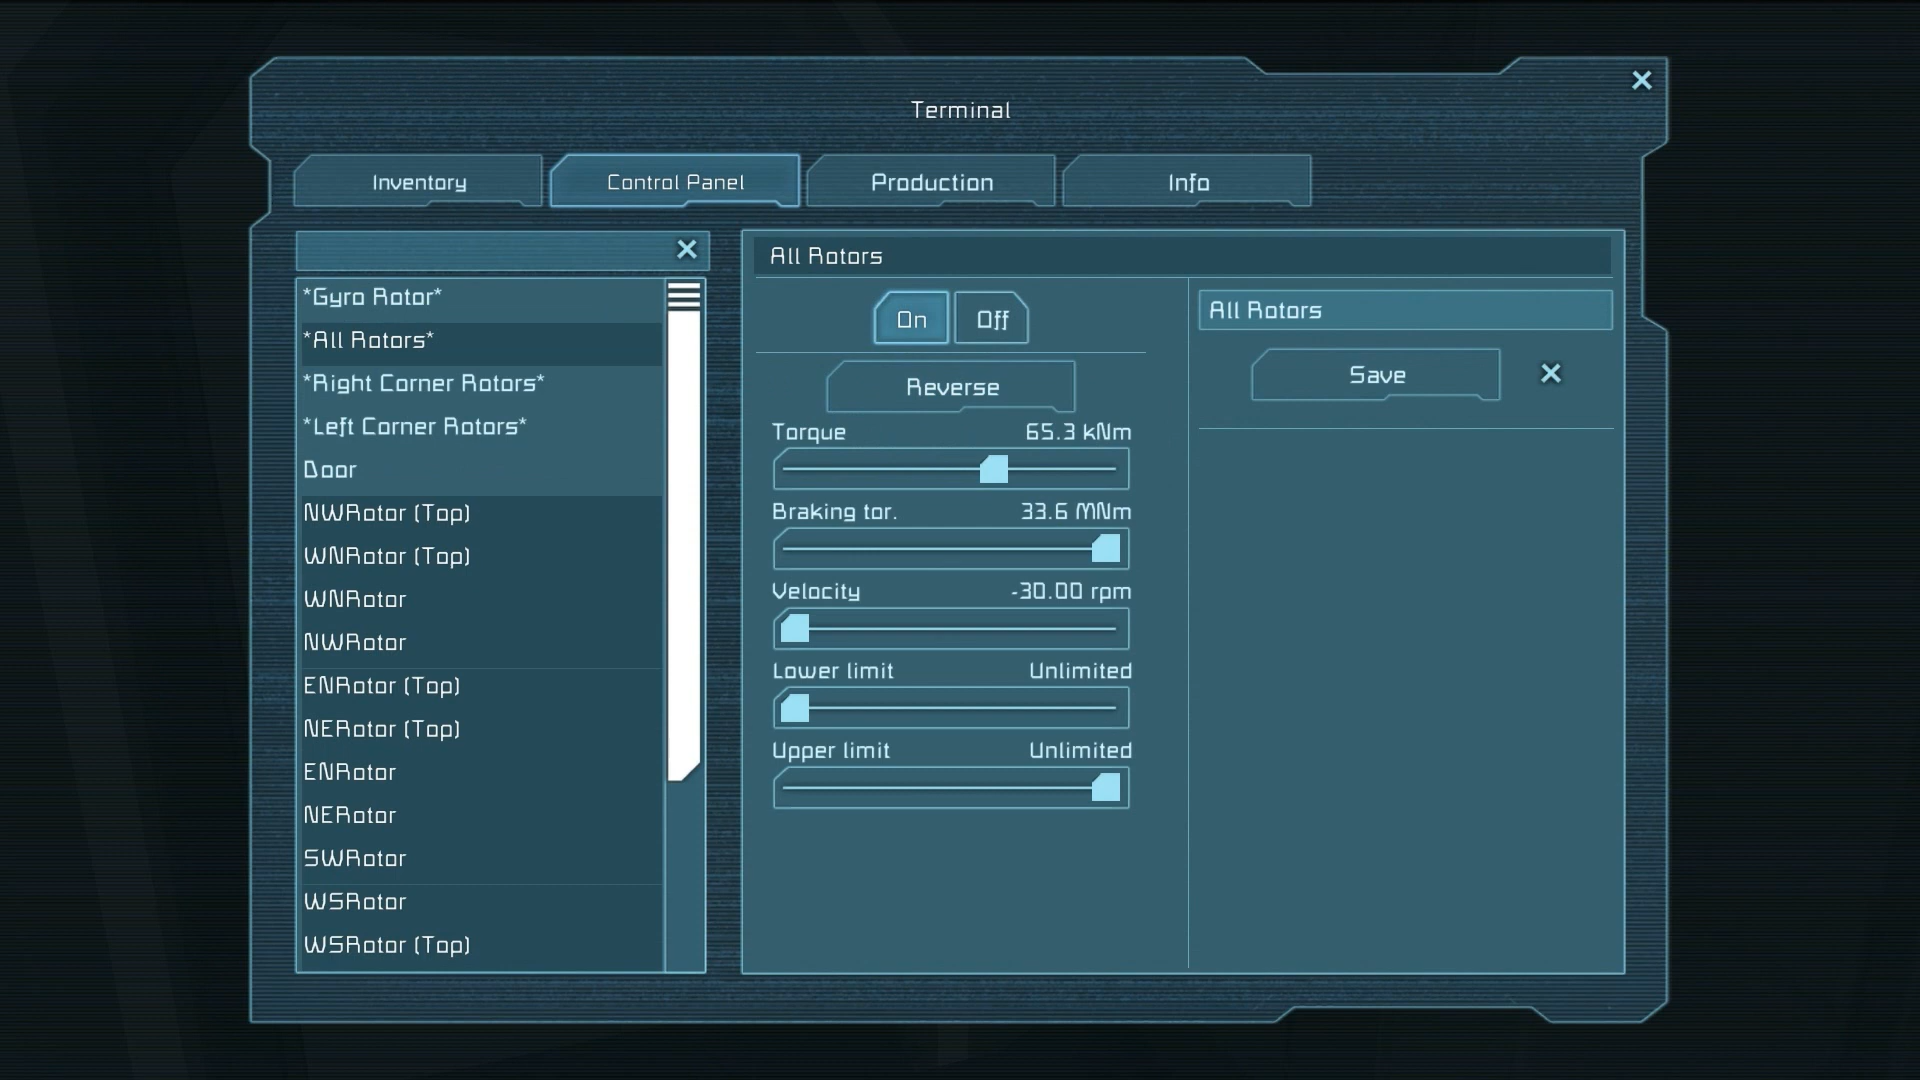 Terminal
Inventory
Control Panel
Production
Info
*Gyro Rotor*
*All Rotors*
*Right Corner Rotors*
*Left Corner Rotors*
Door
NWRotor (Top)
WNRotor (Top)
WNRotor
NWRotor
ENRotor (Top)
NERotor (Top)
ENRotor
NERotor
SWRotor
WSRotor
WSRotor (Top)
All Rotors
On
Off
Reverse
Torque 65.3 kNm
Braking tor. 33.6 MNm
Velocity -30.00 rpm
Lower limit Unlimited
Upper limit Unlimited
All Rotors
Save